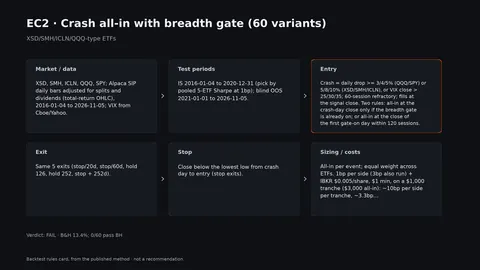 EC2 · Crash all-in with breadth gate (60 variants)
XSD/SMH/ICLN/QQQ-type ETFs
Market / data
XSD, SMH, ICLN, QQQ, SPY; Alpaca SIP
daily bars adjusted for splits and
dividends (total-return OHLC),
2016-01-04 to 2026-11-05; VIX from
Cboe/Yahoo.
Test periods
IS 2016-01-04 to 2020-12-31 (pick by
pooled 5-ETF Sharpe at 1bp); blind OOS
2021-01-01 to 2026-11-05.
Entry
Crash = daily drop >= 3/4/5% (QQQ/SPY) or
5/8/10% (XSD/SMH/ICLN), or VIX close >
25/30/35; 60-session refractory; fills at
the signal close. Two rules: all-in at the
crash-day close only if the breadth gate
is already on; or all-in at the close of
the first gate-on day within 120 sessions.
Exit
Same 5 exits (stop/20d, stop/60d, hold
126, hold 252, stop + 252d).
Stop
Close below the lowest low from crash
day to entry (stop exits).
Sizing / costs
All-in per event; equal weight across
ETFs. 1bp per side (3bp also run) +
IBKR $0.005/share, $1 min, on a $1,000
tranche ($3,000 all-in): ~10bp per side
per tranche, ~3.3bp...
Verdict: FAIL · B&H 13.4%; 0/60 pass BH
Backtest rules card, from the published method · not a recommendation.